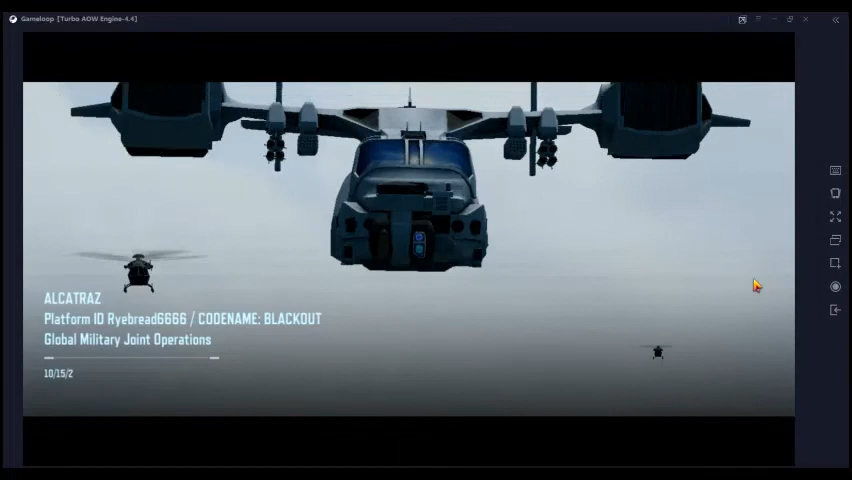 Gameloop [Turbo AOW Engine-4.4]
ALCATRAZ
Platform ID Ryebread6666 / CODENAME: BLACKOUT
Global Military Joint Operations
10/15/2